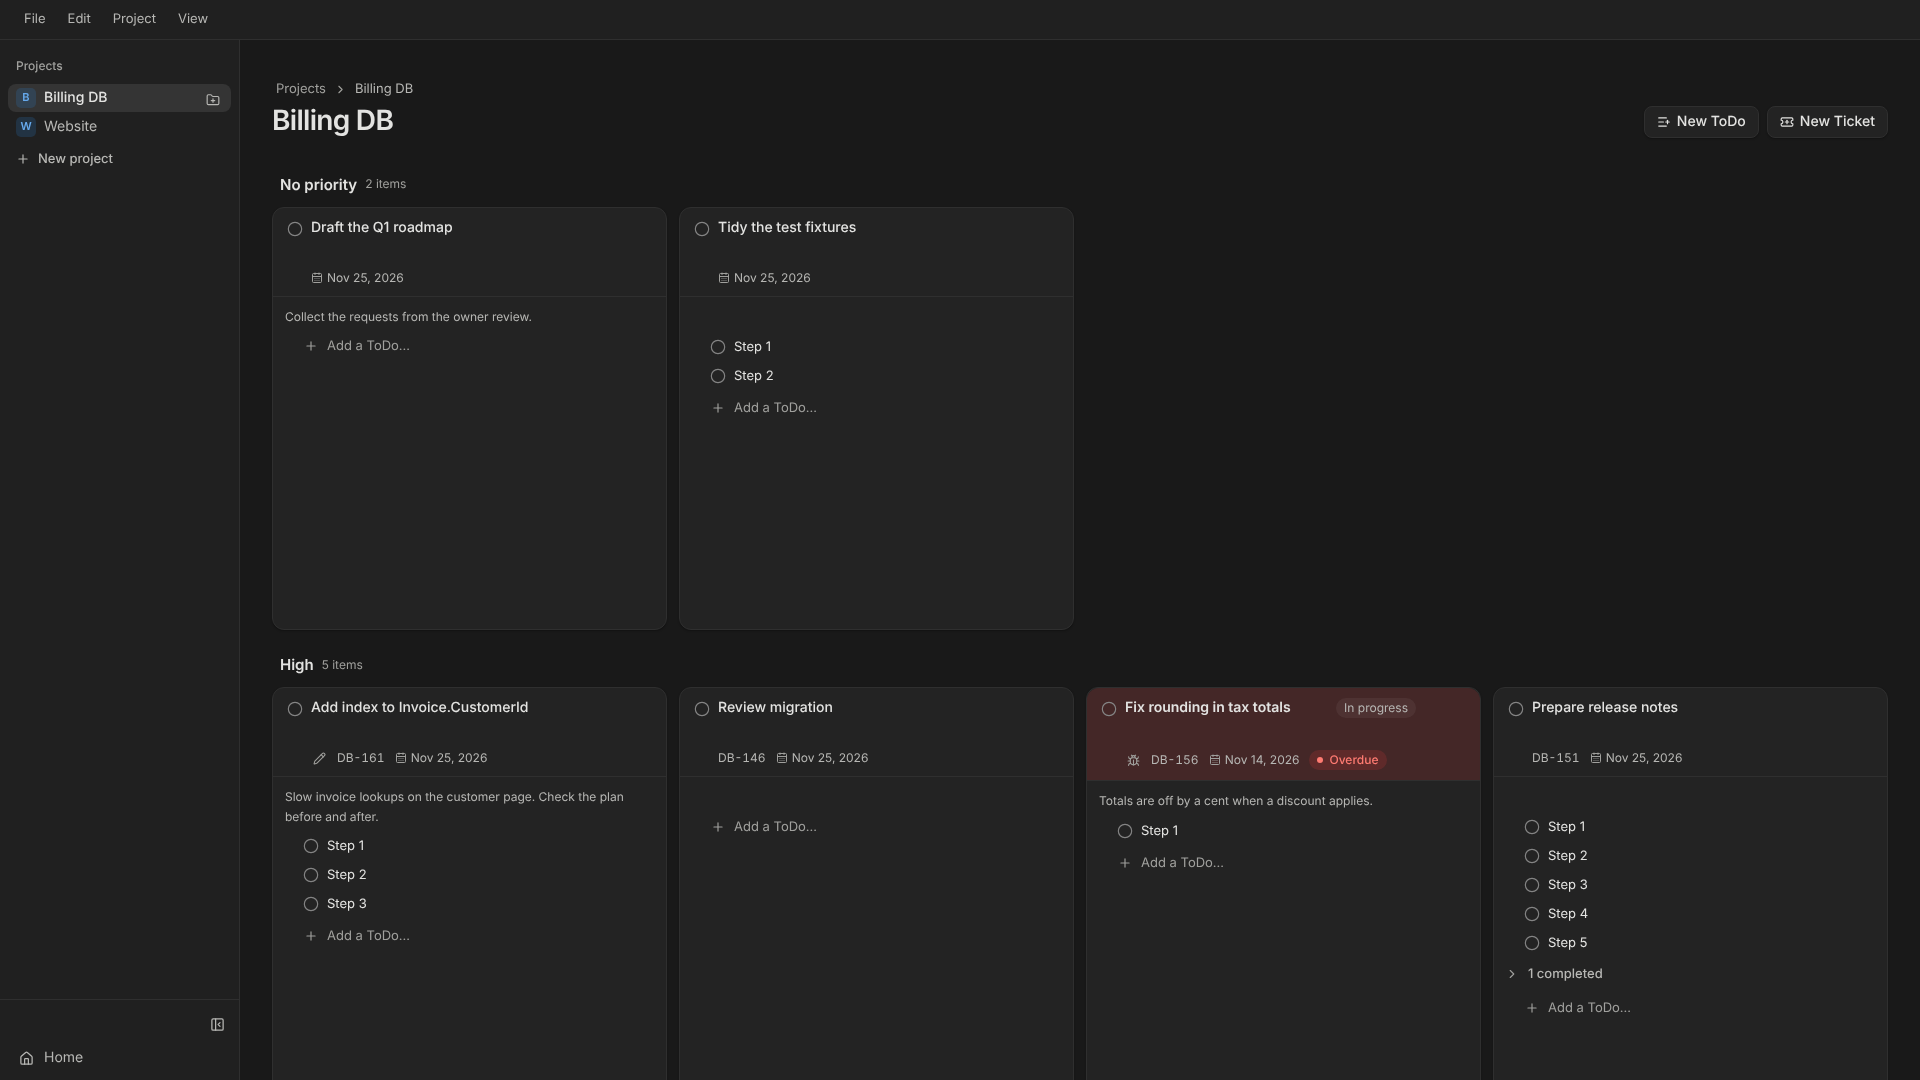 File Edit Project View
Projects
B Billing DB
W Website
New project
Home
Projects > Billing DB
Billing DB
New ToDo
New Ticket
No priority 2 items
Draft the Q1 roadmap
Nov 25, 2026
Collect the requests from the owner review.
Add a ToDo...
Tidy the test fixtures
Nov 25, 2026
Step 1
Step 2
Add a ToDo...
High 5 items
Add index to Invoice.CustomerId
DB-161 Nov 25, 2026
Slow invoice lookups on the customer page. Check the plan
before and after.
Step 1
Step 2
Step 3
Add a ToDo...
Review migration
DB-146 Nov 25, 2026
Add a ToDo...
Fix rounding in tax totals In progress
DB-156 Nov 14, 2026 Overdue
Totals are off by a cent when a discount applies.
Step 1
Add a ToDo...
Prepare release notes
DB-151 Nov 25, 2026
Step 1
Step 2
Step 3
Step 4
Step 5
1 completed
Add a ToDo...